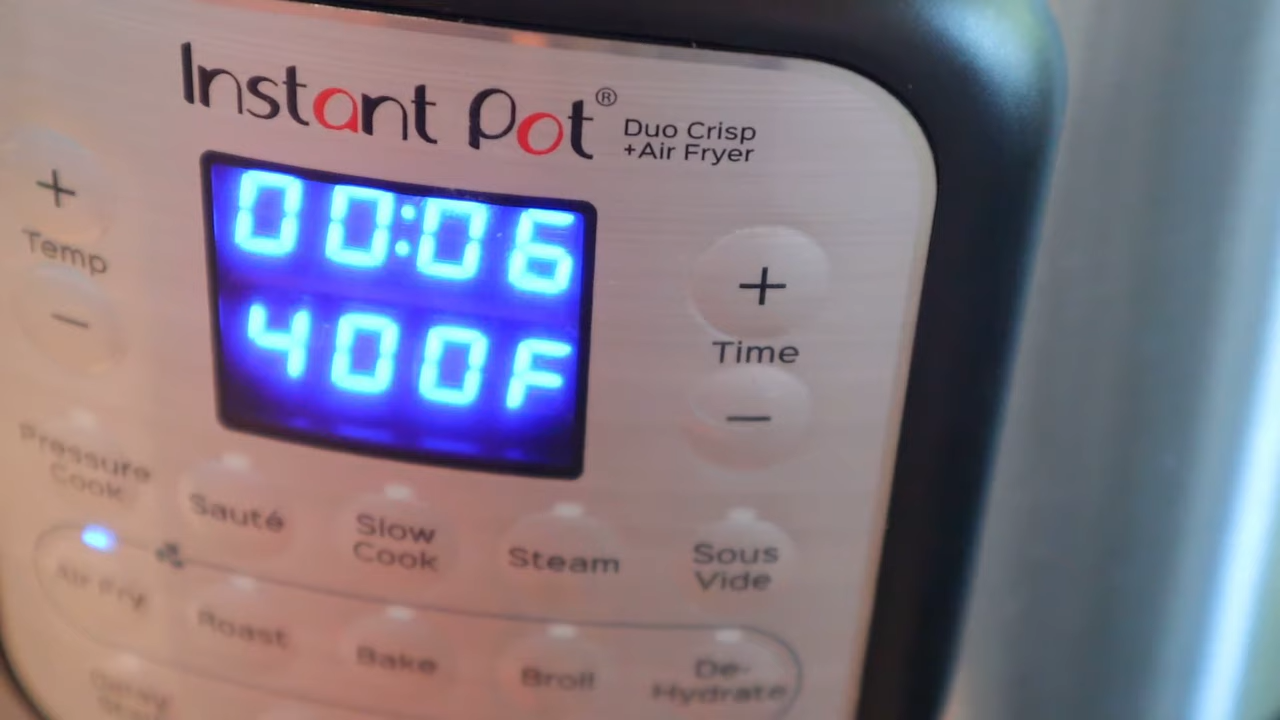 Instant Pot®
Duo Crisp
+Air Fryer
00:06
400F
+
Temp
−
+
Time
−
Pressure
Cook
Sauté
Slow
Cook
Steam
Sous
Vide
Air Fry
Roast
Bake
Broil
De-
Hydrate